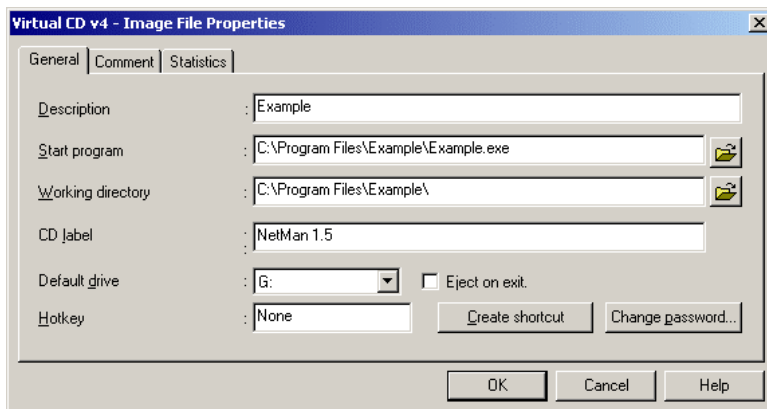 Virtual CD v4 - Image File Properties
General Comment Statistics
Description : Example
Start program : C:\Program Files\Example\Example.exe
Working directory : C:\Program Files\Example\
CD label : : NetMan 1.5
Default drive : G: Eject on exit.
Hotkey : None Create shortcut Change password...
OK Cancel Help